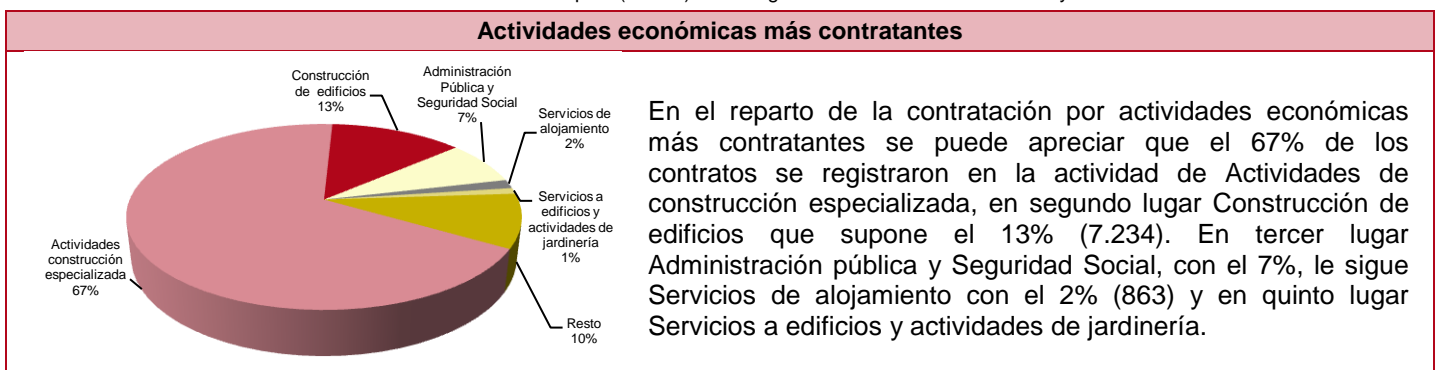 Actividades económicas más contratantes
Construcción
de edificios
13%
Administración
Pública y
Seguridad Social
7%
Servicios de
alojamiento
2%
Servicios a
edificios y
actividades de
jardinería
1%
Actividades
construcción
especializada
67%
Resto
10%
En el reparto de la contratación por actividades económicas
más contratantes se puede apreciar que el 67% de los
contratos se registraron en la actividad de Actividades de
construcción especializada, en segundo lugar Construcción de
edificios que supone el 13% (7.234). En tercer lugar
Administración pública y Seguridad Social, con el 7%, le sigue
Servicios de alojamiento con el 2% (863) y en quinto lugar
Servicios a edificios y actividades de jardinería.